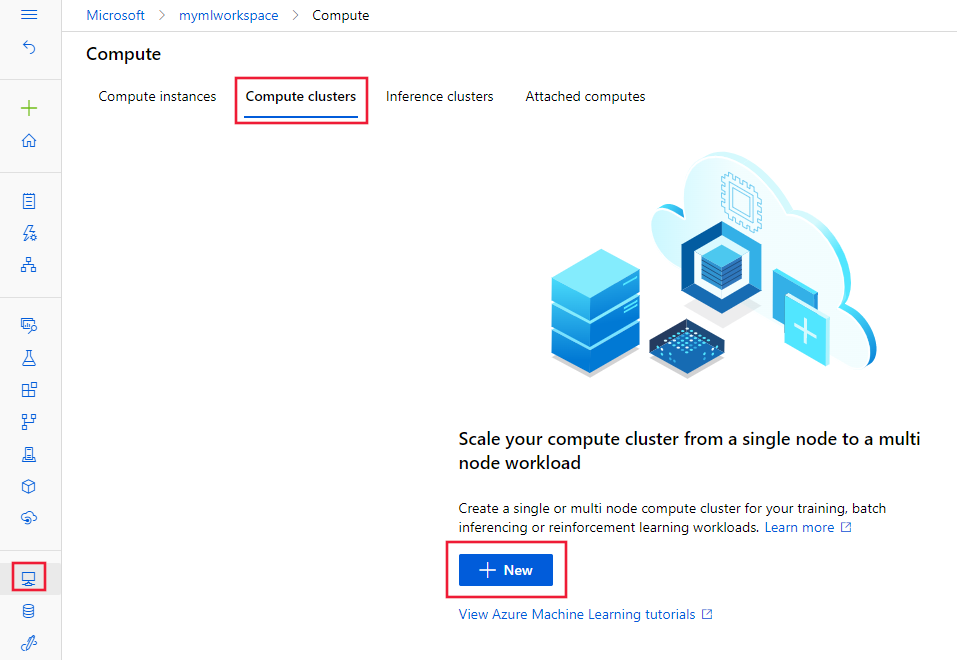 Microsoft > mymlworkspace > Compute
Compute
Compute instances Compute clusters Inference clusters Attached computes
Scale your compute cluster from a single node to a multi
node workload
Create a single or multi node compute cluster for your training, batch
inferencing or reinforcement learning workloads. Learn more
New
View Azure Machine Learning tutorials